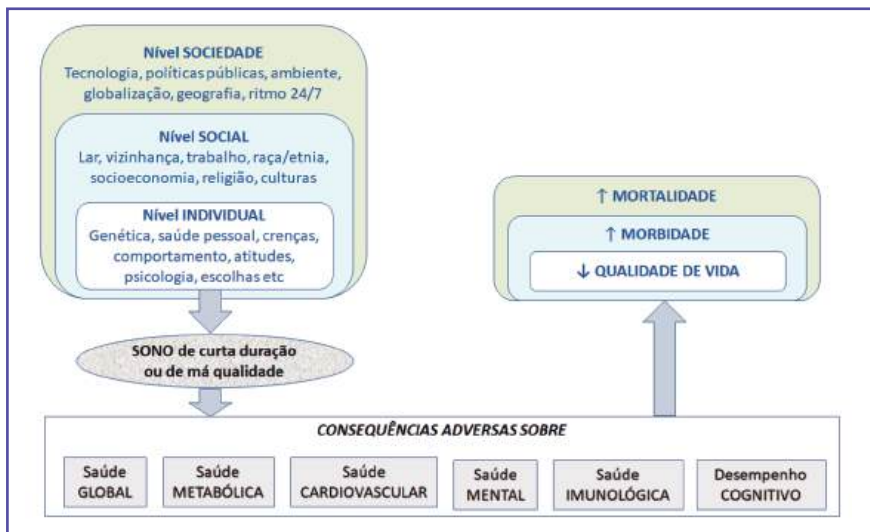 Nível SOCIEDADE
Tecnologia, políticas públicas, ambiente,
globalização, geografia, ritmo 24/7
Nível SOCIAL
Lar, vizinhança, trabalho, raça/etnia,
socioeconomia, religião, culturas
Nível INDIVIDUAL
Genética, saúde pessoal, crenças,
comportamento, atitudes,
psicologia, escolhas etc
SONO de curta duração
ou de má qualidade
↑ MORTALIDADE
↑ MORBIDADE
↓ QUALIDADE DE VIDA
CONSEQUÊNCIAS ADVERSAS SOBRE
Saúde
GLOBAL
Saúde
METABÓLICA
Saúde
CARDIOVASCULAR
Saúde
MENTAL
Saúde
IMUNOLÓGICA
Desempenho
COGNITIVO